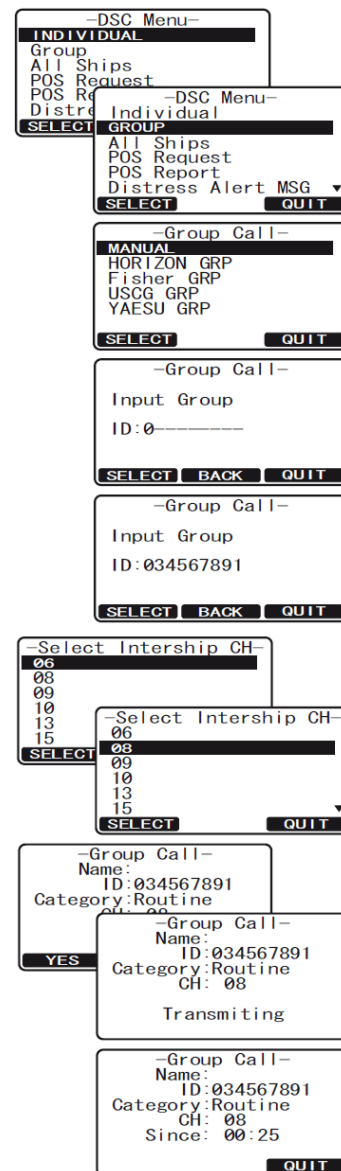 -DSC Menu-
INDIVIDUAL
Group
All Ships
POS Request
POS Re
Distre
SELECT
-DSC Menu-
Individual
GROUP
All Ships
POS Request
POS Report
Distress Alert MSG ▼
SELECT QUIT
-Group Call-
MANUAL
HORIZON GRP
Fisher GRP
USCG GRP
YAESU GRP
SELECT QUIT
-Group Call-
Input Group
ID:0--------
SELECT BACK QUIT
-Group Call-
Input Group
ID:034567891
SELECT BACK QUIT
-Select Intership CH-
06
08
09
10
13
15
SELECT
-Select Intership CH-
06
08
09
10
13
15 ▼
SELECT QUIT
-Group Call-
Name:
ID:034567891
Category:Routine
YES
-Group Call-
Name:
ID:034567891
Category:Routine
CH: 08
Transmiting
-Group Call-
Name:
ID:034567891
Category:Routine
CH: 08
Since: 00:25
QUIT